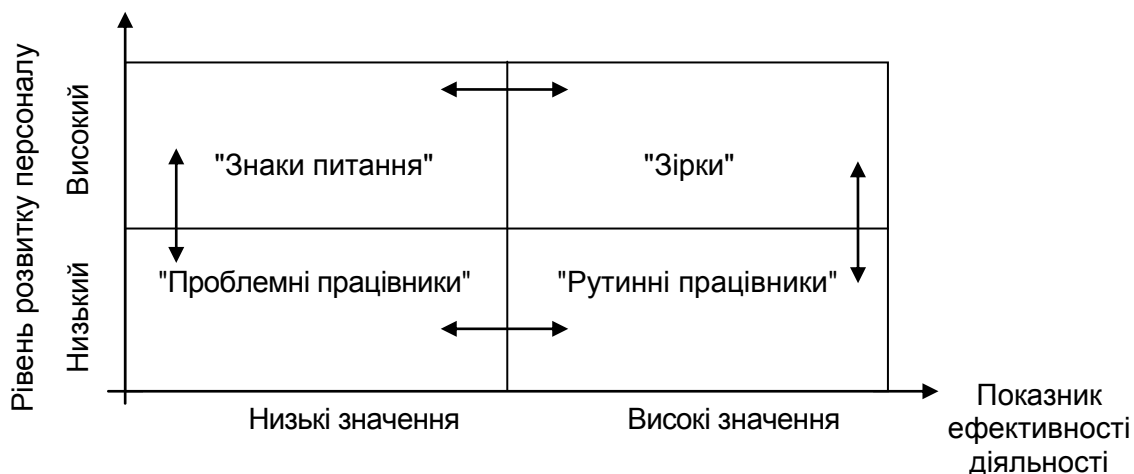 Рівень розвитку персоналу
Високий
Низький
"Знаки питання"
"Зірки"
"Проблемні працівники"
"Рутинні працівники"
Низькі значення
Високі значення
Показник
ефективності
діяльності